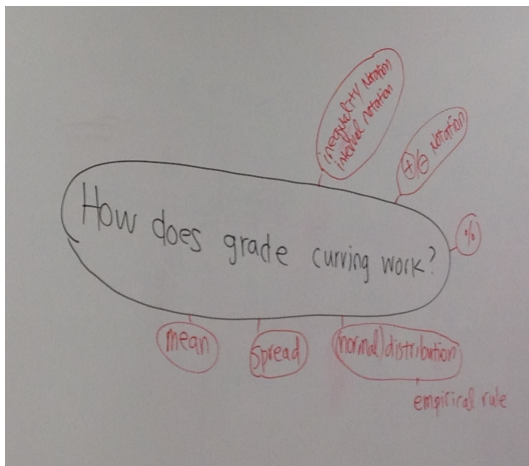 inequality notation
interval notation
+/- Notation
%
How does grade curving work?
mean
spread
(normal) distribution
empirical rule